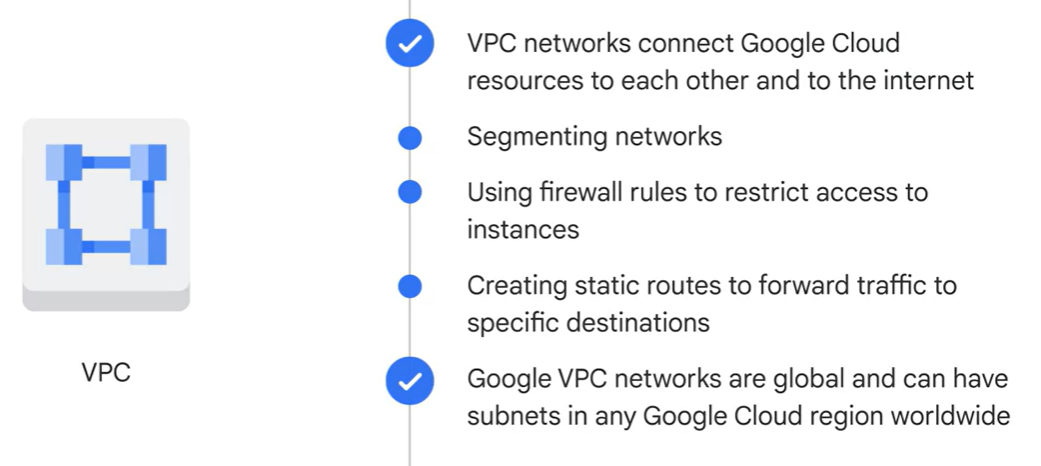 VPC networks connect Google Cloud
resources to each other and to the internet
Segmenting networks
Using firewall rules to restrict access to
instances
Creating static routes to forward traffic to
specific destinations
VPC
Google VPC networks are global and can have
subnets in any Google Cloud region worldwide